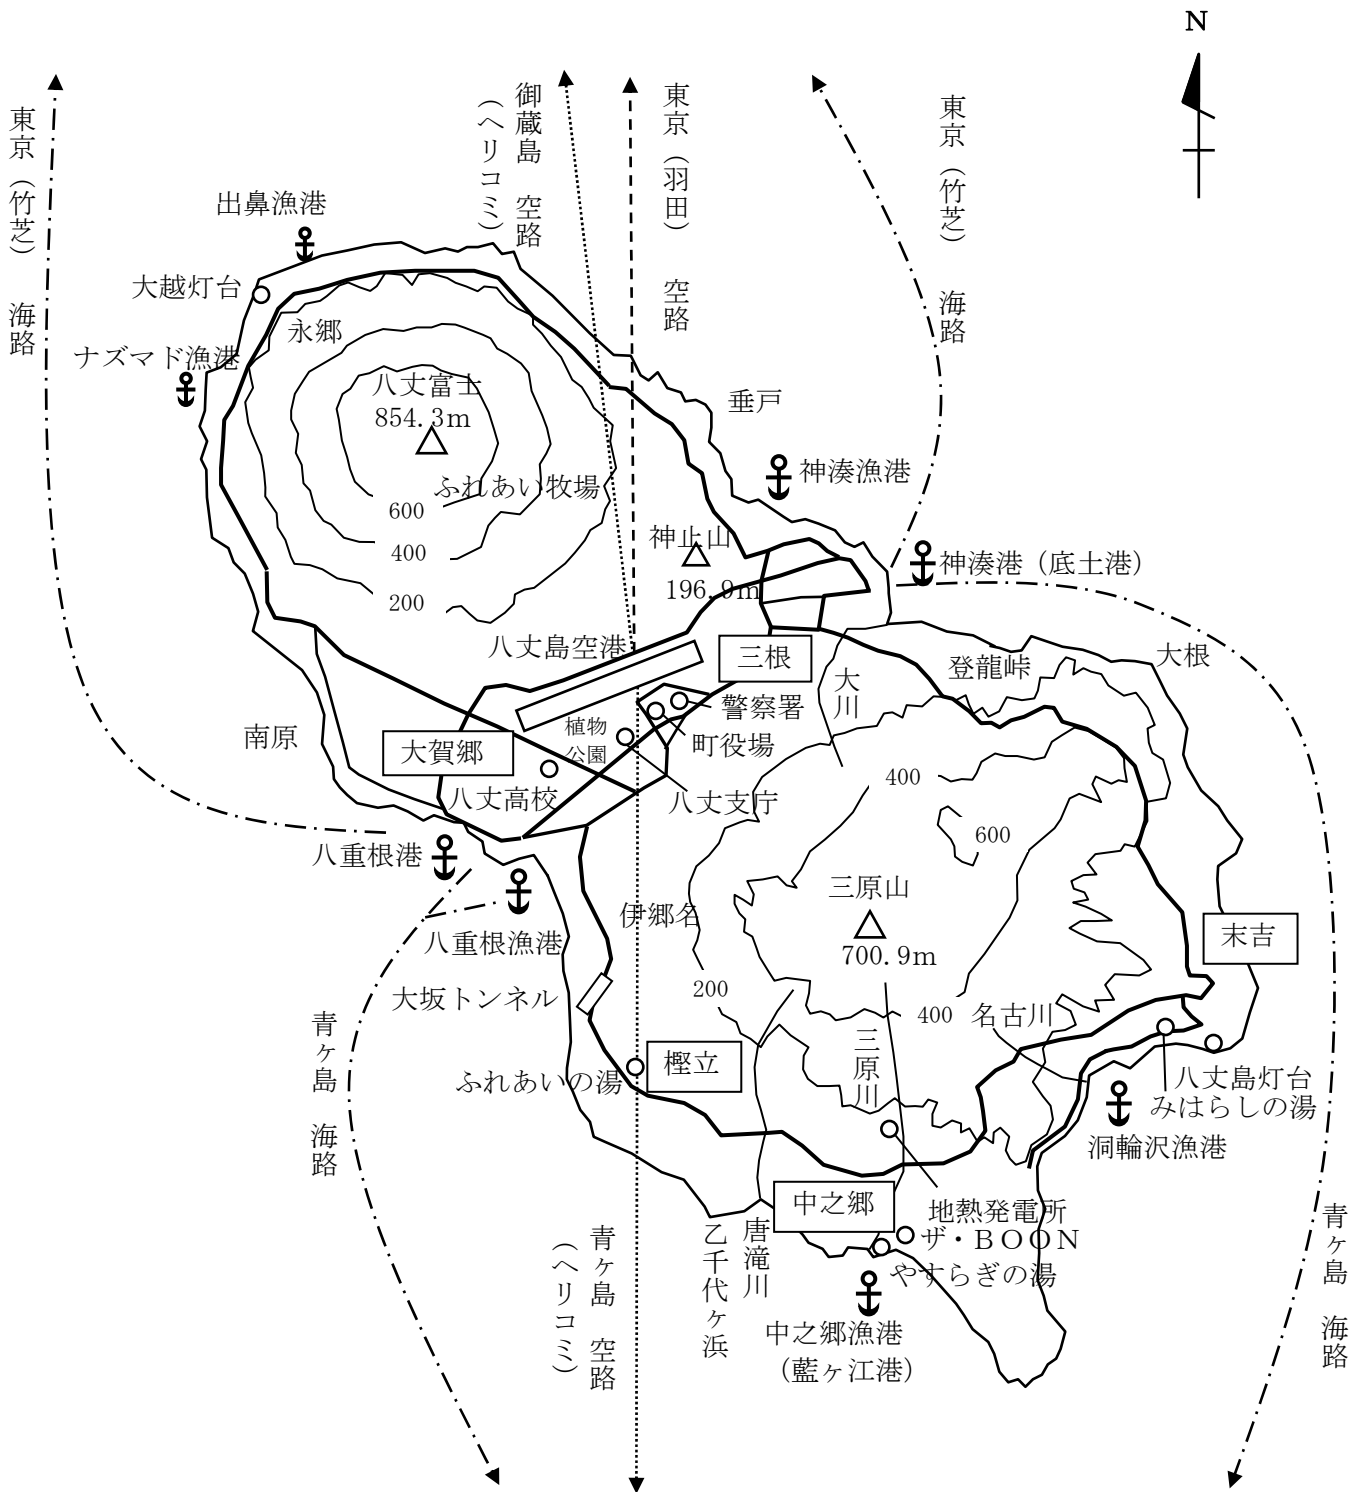 N
東京（竹芝）　海路
御蔵島　空路
（ヘリコミ）
東京（羽田）　空路
東京（竹芝）　海路
出鼻漁港
大越灯台
永郷
ナズマド漁港
八丈富士
854.3m
ふれあい牧場
600
400
200
垂戸
神湊漁港
神止山
196.9m
神湊港（底土港）
八丈島空港
三根
大川
登龍峠
大根
警察署
町役場
植物
公園
南原
大賀郷
八丈高校
八丈支庁
400
600
八重根港
八重根漁港
三原山
700.9m
伊郷名
末吉
200
大坂トンネル
400
名古川
三原川
樫立
ふれあいの湯
八丈島灯台
みはらしの湯
洞輪沢漁港
青ヶ島　海路
中之郷
地熱発電所
ザ・ＢＯＯＮ
やすらぎの湯
唐滝川
乙千代ヶ浜
中之郷漁港
（藍ヶ江港）
青ヶ島　空路
（ヘリコミ）
青ヶ島　海路